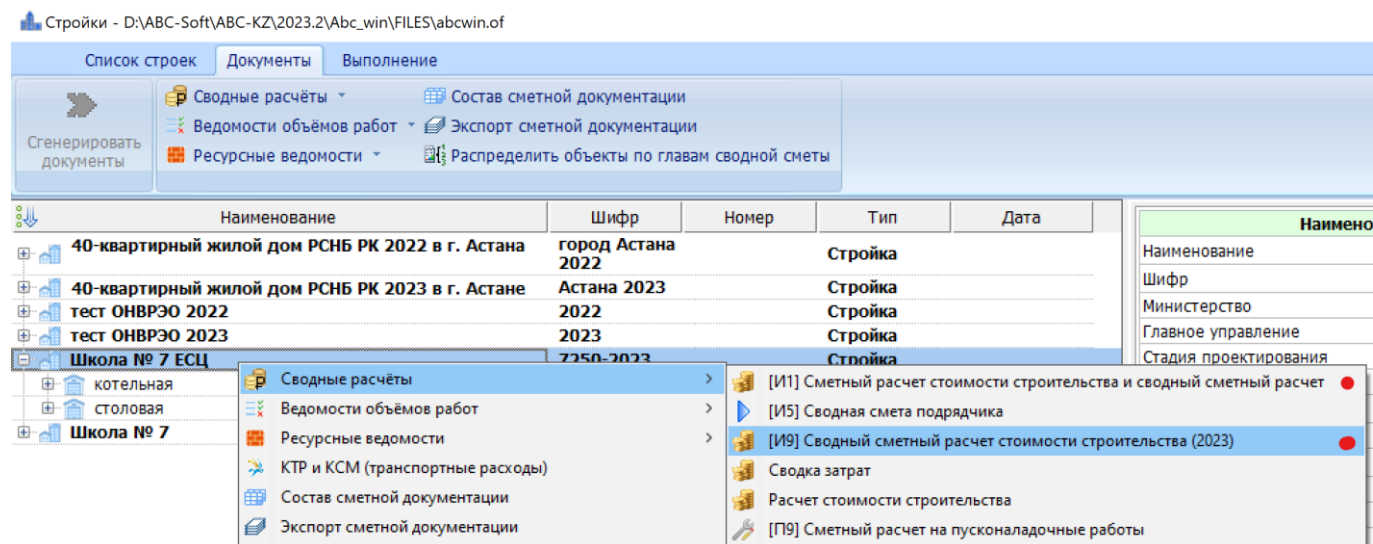 Стройки - D:\ABC-Soft\ABC-KZ\2023.2\Abc_win\FILES\abcwin.of
Список строек Документы Выполнение
Сводные расчёты Состав сметной документации
Ведомости объёмов работ Экспорт сметной документации
Ресурсные ведомости Распределить объекты по главам сводной сметы
Сгенерировать
документы
Наименование Шифр Номер Тип Дата
40-квартирный жилой дом РСНБ РК 2022 в г. Астана город Астана 2022 Стройка
40-квартирный жилой дом РСНБ РК 2023 в г. Астане Астана 2023 Стройка
тест ОНВРЭО 2022 2022 Стройка
тест ОНВРЭО 2023 2023 Стройка
Школа № 7 ЕСЦ 7250-2023 Стройка
котельная
столовая
Школа № 7
Наимено
Наименование
Шифр
Министерство
Главное управление
Стадия проектирования
Сводные расчёты
Ведомости объёмов работ
Ресурсные ведомости
КТР и КСМ (транспортные расходы)
Состав сметной документации
Экспорт сметной документации
[И1] Сметный расчет стоимости строительства и сводный сметный расчет
[И5] Сводная смета подрядчика
[И9] Сводный сметный расчет стоимости строительства (2023)
Сводка затрат
Расчет стоимости строительства
[П9] Сметный расчет на пусконаладочные работы